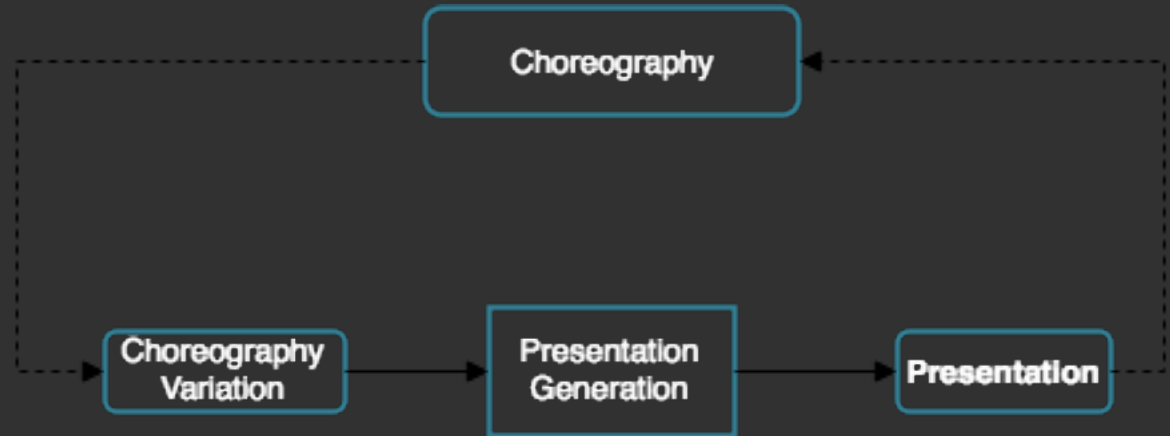 Choreography
Choreography
Variation
Presentation
Generation
Presentation